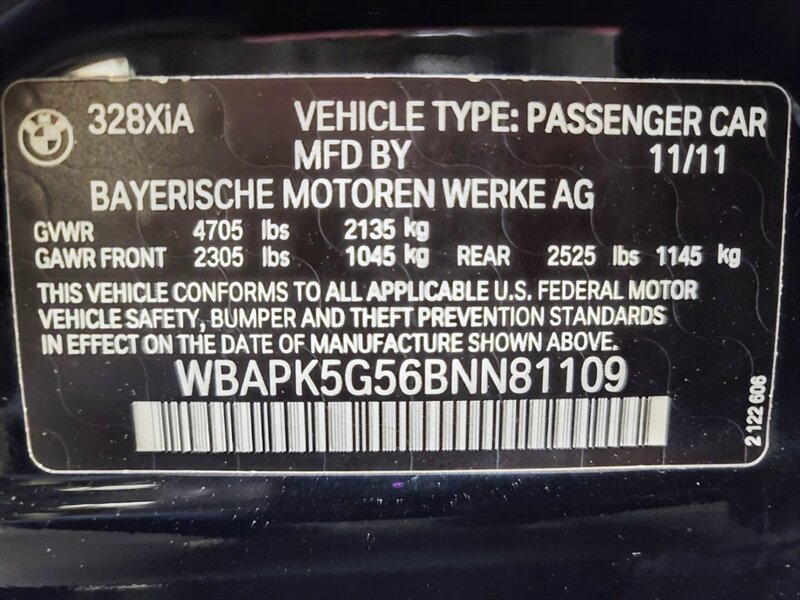 BMW 328XiA VEHICLE TYPE: PASSENGER CAR
MFD BY 11/11
BAYERISCHE MOTOREN WERKE AG
GVWR 4705 lbs 2135 kg
GAWR FRONT 2305 lbs 1045 kg REAR 2525 lbs 1145 kg
THIS VEHICLE CONFORMS TO ALL APPLICABLE U.S. FEDERAL MOTOR
VEHICLE SAFETY, BUMPER AND THEFT PREVENTION STANDARDS
IN EFFECT ON THE DATE OF MANUFACTURE SHOWN ABOVE.
WBAPK5G56BNN81109
2 122 606